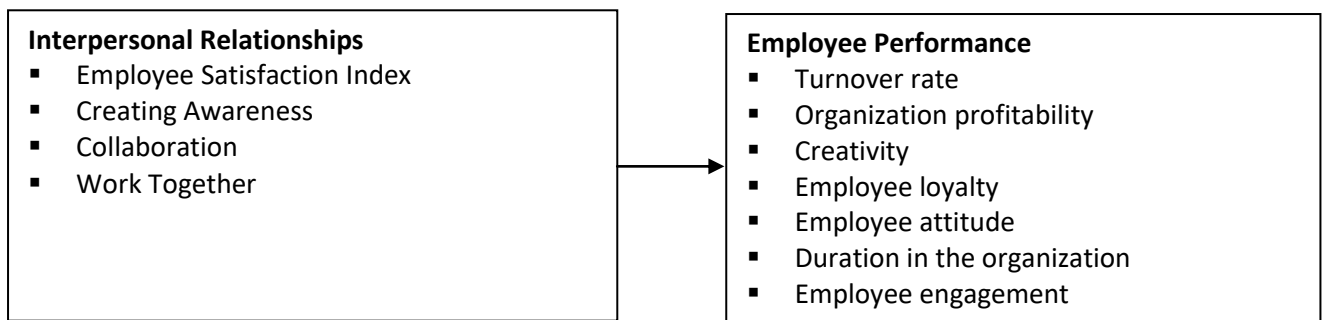 Interpersonal Relationships
▪ Employee Satisfaction Index
▪ Creating Awareness
▪ Collaboration
▪ Work Together
Employee Performance
▪ Turnover rate
▪ Organization profitability
▪ Creativity
▪ Employee loyalty
▪ Employee attitude
▪ Duration in the organization
▪ Employee engagement